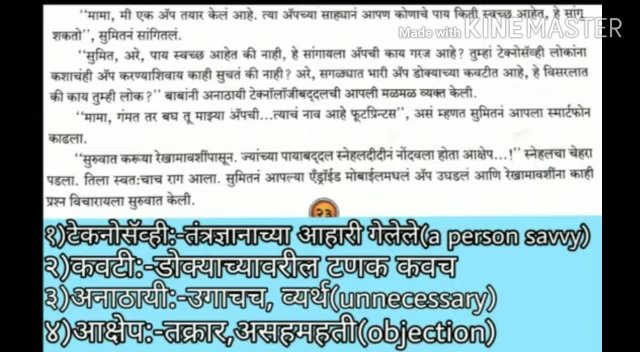 "मामा, मी एक ॲप तयार केलं आहे. त्या ॲपच्या साह्यानं आपण कोणाचे पाय किती स्वच्छ आहेत, हे सांगू
शकतो", सुमितनं सांगितलं.
Made with KINEMASTER
"सुमित, अरे, पाय स्वच्छ आहेत की नाही, हे सांगायला ॲपची काय गरज आहे? तुम्हां टेक्नोसॅव्ही लोकांना
कशाचंही ॲप करण्याशिवाय काही सुचतं की नाही? अरे, सगळ्यात भारी ॲप डोक्याच्या कवटीत आहे, हे विसरलात
की काय तुम्ही लोक?" बाबांनी अनाठायी टेक्नॉलॉजीबद्दलची आपली मळमळ व्यक्त केली.
"मामा, गंमत तर बघ तू माझ्या ॲपची...त्याचं नाव आहे फूटप्रिन्टस", असं म्हणत सुमितनं आपला स्मार्टफोन
काढला.
"सुरुवात करूया रेखामावशींपासून. ज्यांच्या पायाबद्दल स्नेहलदीदीनं नोंदवला होता आक्षेप...!" स्नेहलचा चेहरा
पडला. तिला स्वत:चाच राग आला. सुमितनं आपल्या ॲंड्रॉईड मोबाईलमधलं ॲप उघडलं आणि रेखामावशींना काही
प्रश्न विचारायला सुरुवात केली.
२३
१)टेकनोसॅव्ही:-तंत्रज्ञानाच्या आहारी गेलेले(a person savvy)
२)कवटी:-डोक्याच्यावरील टणक कवच
३)अनाठायी:-उगाचच, व्यर्थ(unnecessary)
४)आक्षेप:-तक्रार,असहमहती(objection)